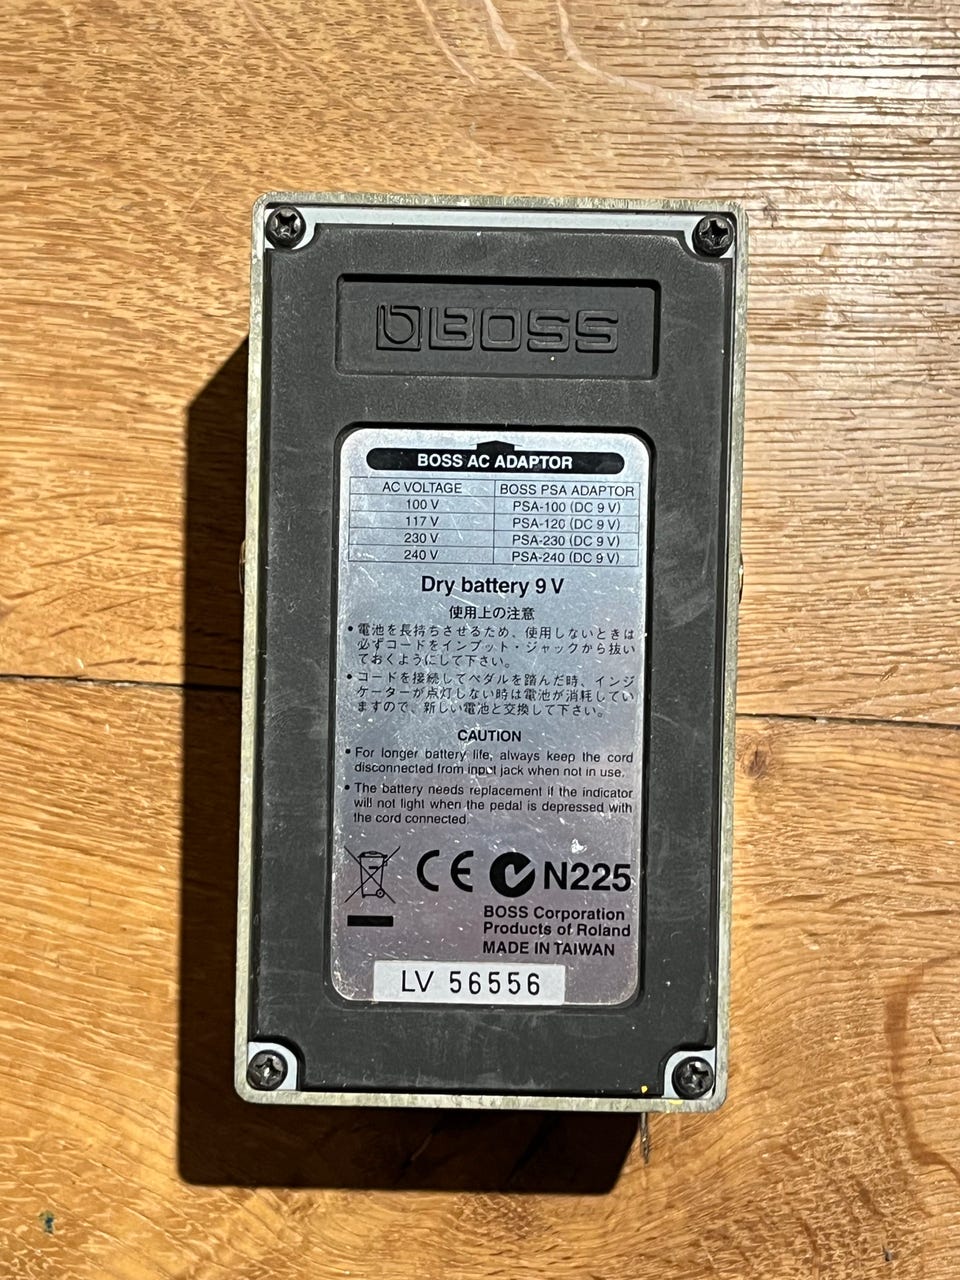 BOSS
BOSS AC ADAPTOR
AC VOLTAGE BOSS PSA ADAPTOR
100 V PSA-100 (DC 9 V)
117 V PSA-120 (DC 9 V)
230 V PSA-230 (DC 9 V)
240 V PSA-240 (DC 9 V)
Dry battery 9 V
使用上の注意
• 電池を長持ちさせるため、使用しないときは
必ずコードをインプット・ジャックから抜い
ておくようにして下さい。
• コードを接続してペダルを踏んだ時、インジ
ケーターが点灯しない時は電池が消耗してい
ますので、新しい電池と交換して下さい。
CAUTION
• For longer battery life, always keep the cord
disconnected from input jack when not in use.
• The battery needs replacement if the indicator
will not light when the pedal is depressed with
the cord connected.
CE N225
BOSS Corporation
Products of Roland
MADE IN TAIWAN
LV 56556